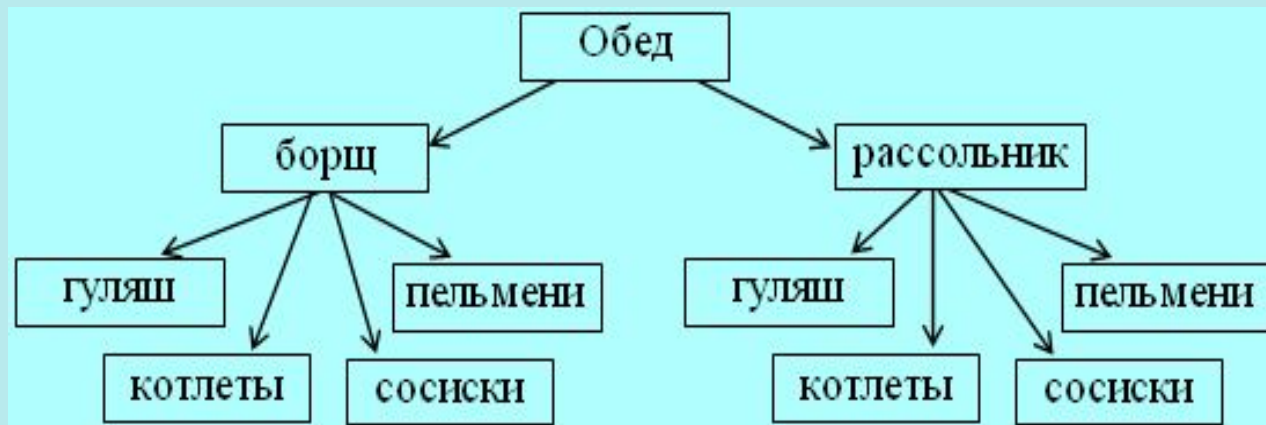 Обед
борщ
рассольник
гуляш
пельмени
гуляш
пельмени
котлеты
сосиски
котлеты
сосиски